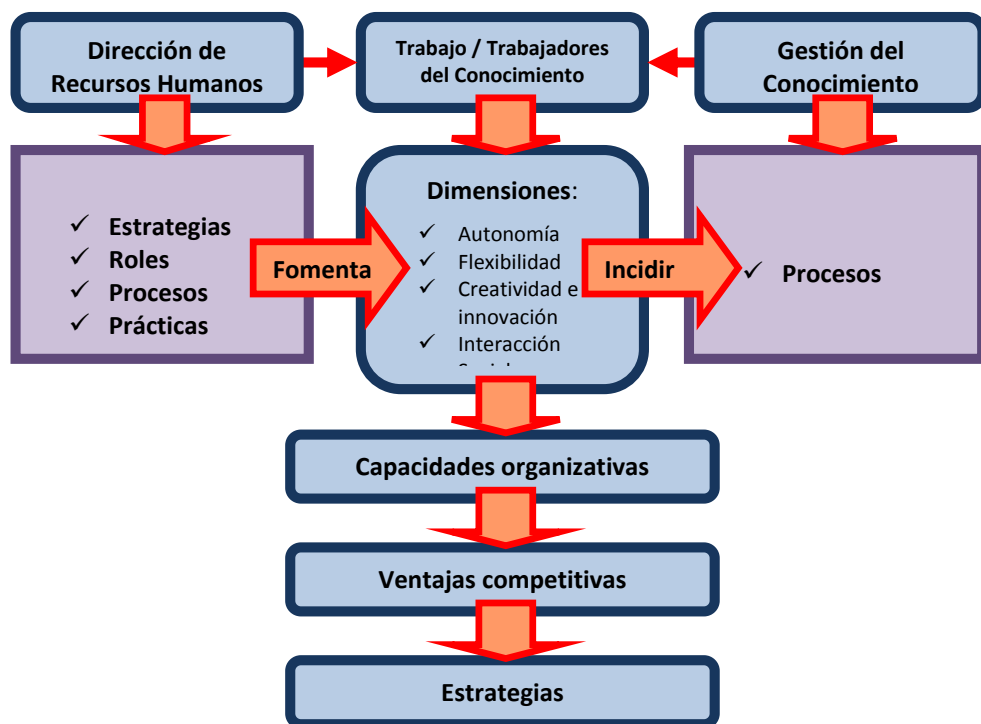 Dirección de
Recursos Humanos
Trabajo / Trabajadores
del Conocimiento
Gestión del
Conocimiento
✓ Estrategias
✓ Roles
✓ Procesos
✓ Prácticas
Fomenta
Dimensiones:
✓ Autonomía
✓ Flexibilidad
✓ Creatividad e
innovación
✓ Interacción
Incidir
✓ Procesos
Capacidades organizativas
Ventajas competitivas
Estrategias